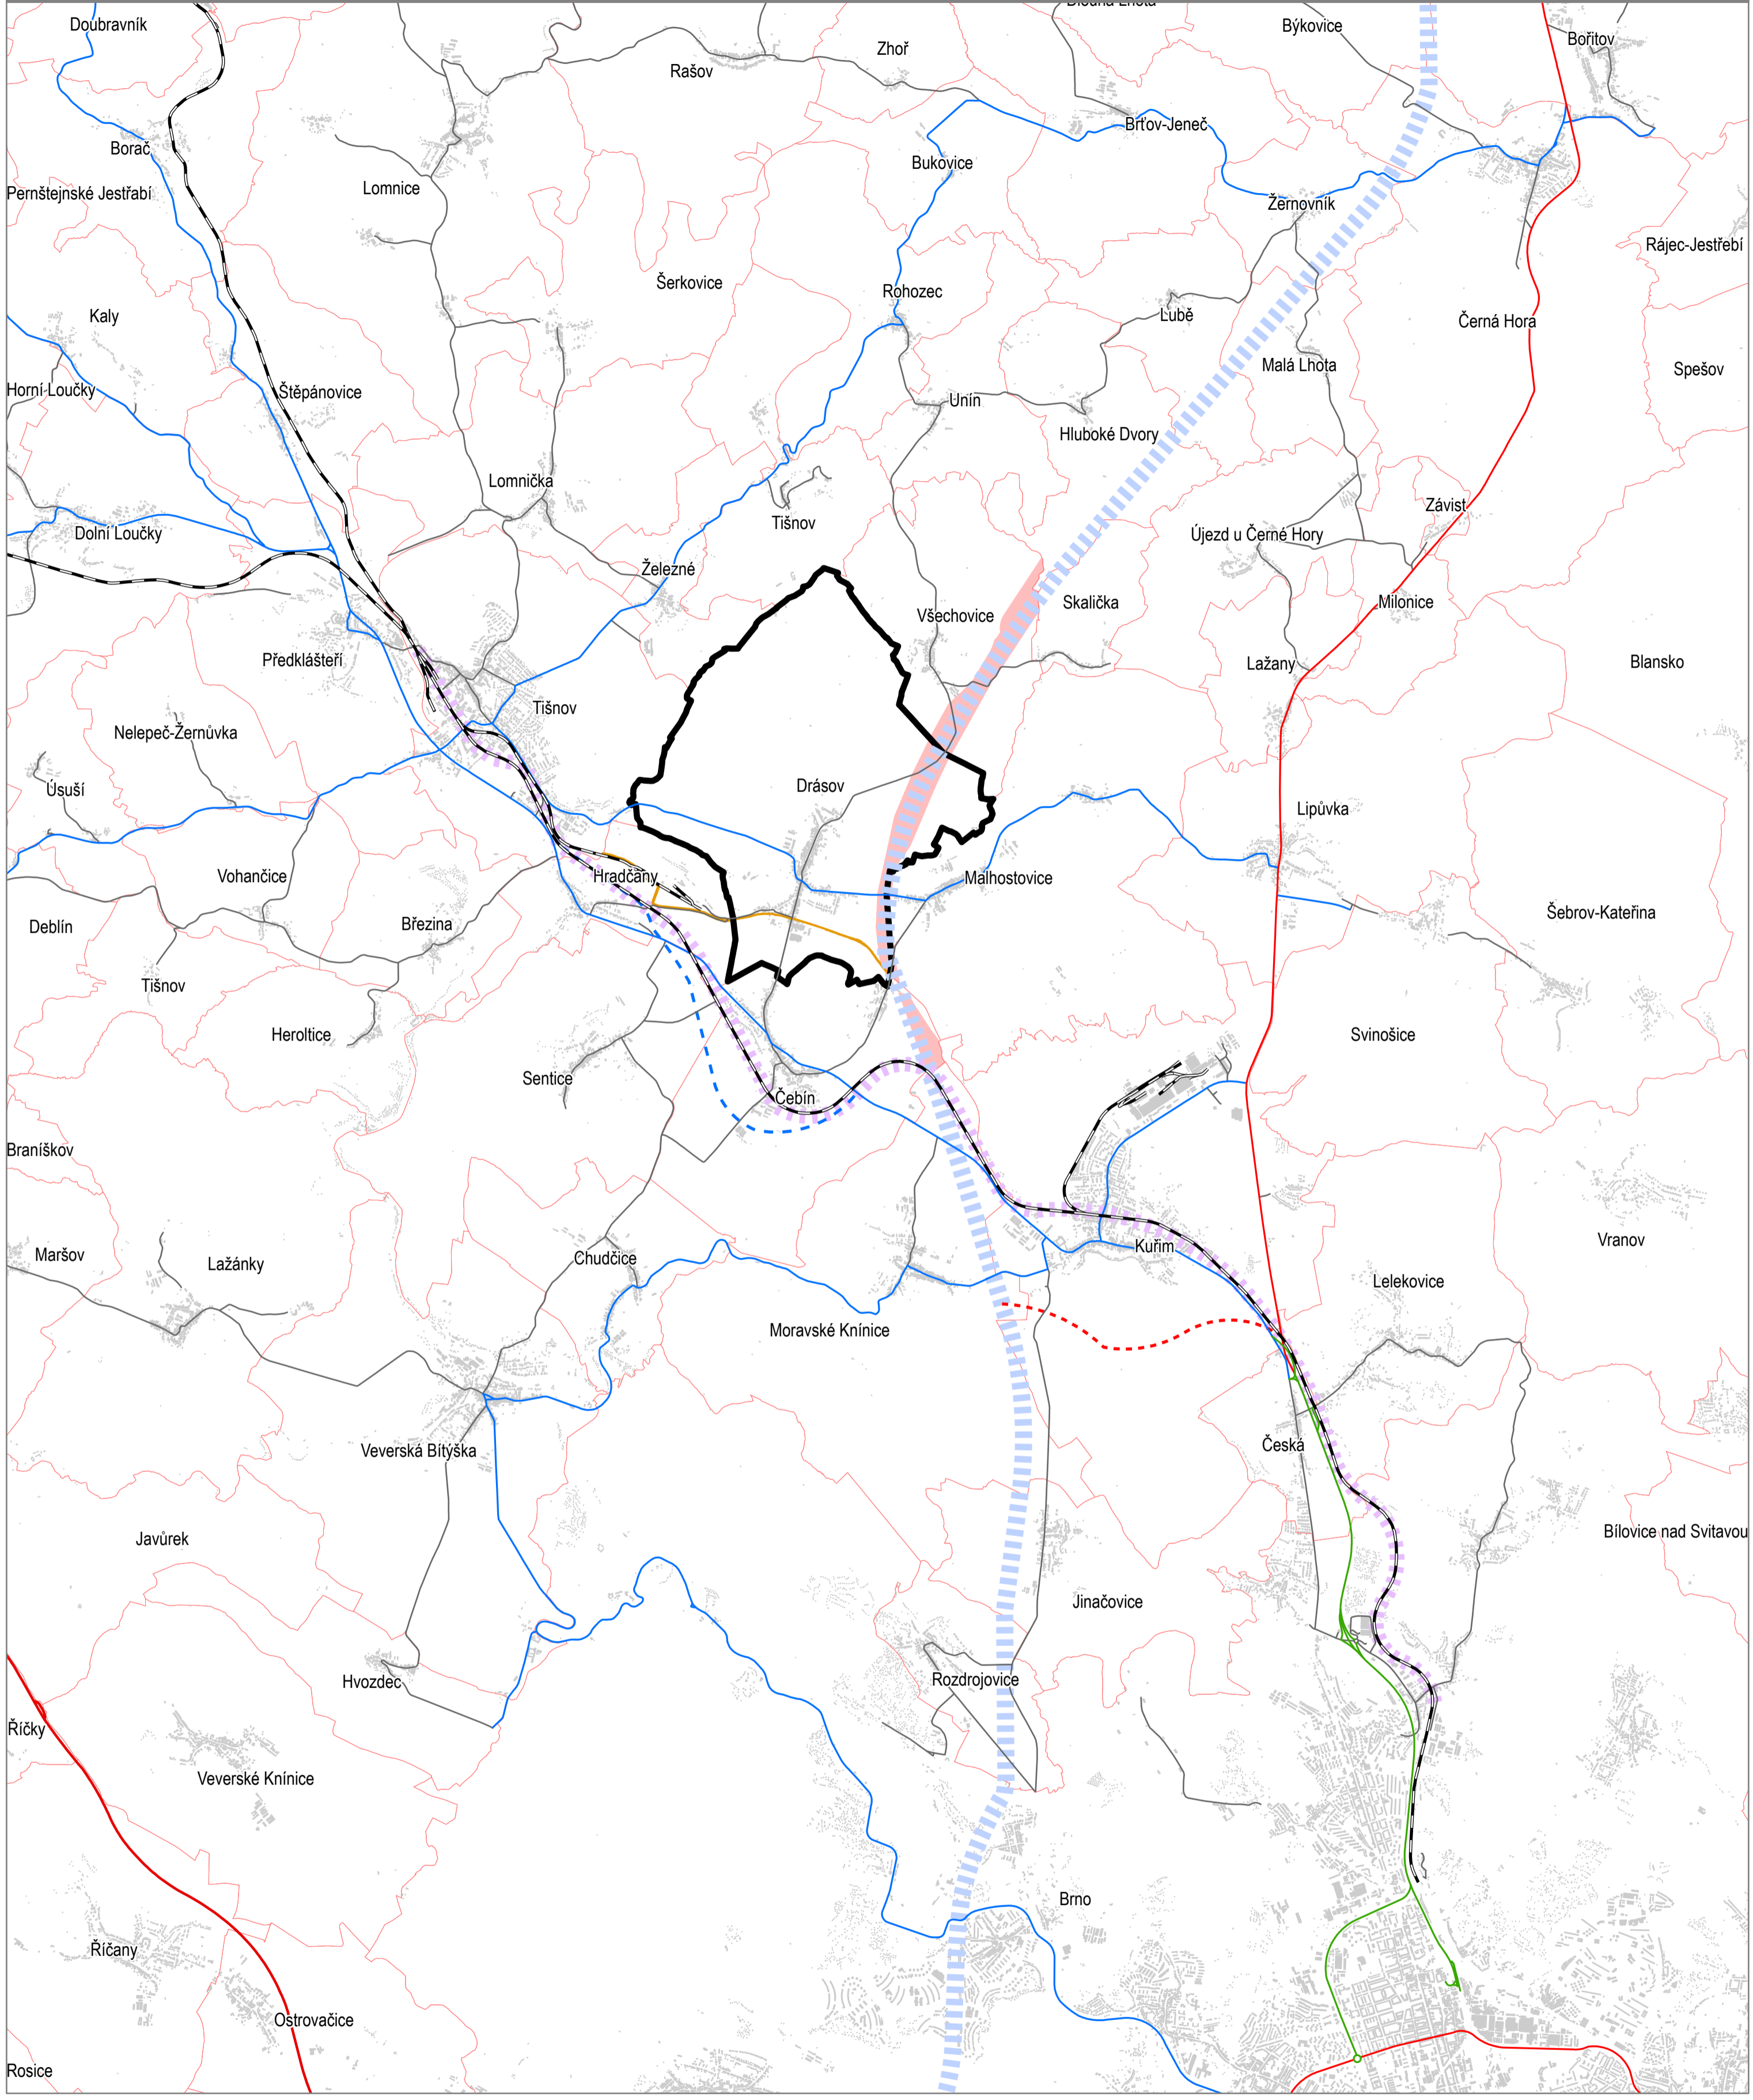 Dlouhá Lhota
Doubravník
Býkovice
Bořitov
Zhoř
Rašov
Brťov-Jeneč
Borač
Bukovice
Lomnice
Pernštejnské Jestřabí
Žernovník
Rájec-Jestřebí
Šerkovice
Rohozec
Kaly
Lubě
Černá Hora
Malá Lhota
Spešov
Horní Loučky
Štěpánovice
Unín
Hluboké Dvory
Lomnička
Závist
Tišnov
Dolní Loučky
Újezd u Černé Hory
Železné
Skalička
Milonice
Všechovice
Předklášteří
Lažany
Blansko
Tišnov
Nelepeč-Žernůvka
Drásov
Úsuší
Lipůvka
Vohančice
Hradčany
Malhostovice
Šebrov-Kateřina
Deblín
Březina
Tišnov
Heroltice
Svinošice
Sentice
Čebín
Braníškov
Vranov
Kuřim
Maršov
Lažánky
Chudčice
Lelekovice
Moravské Knínice
Česká
Veverská Bítýška
Bílovice nad Svitavou
Javůrek
Jinačovice
Hvozdec
Rozdrojovice
Říčky
Veverské Knínice
Brno
Říčany
Ostrovačice
Rosice